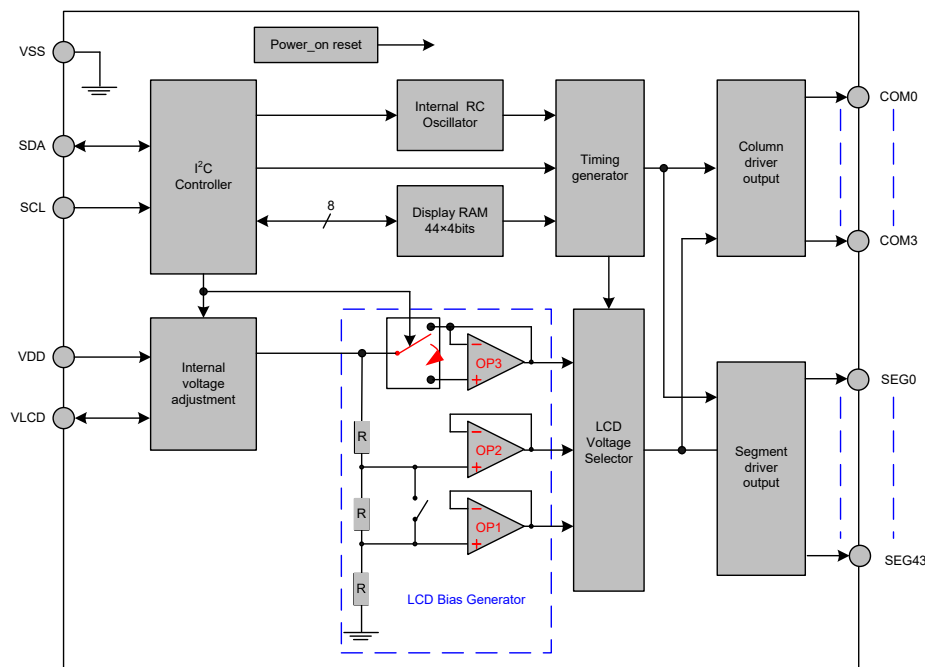 VSS
Power_on reset
SDA
SCL
I²C
Controller
Internal RC
Oscillator
8
Display RAM
44×4bits
Timing
generator
Column
driver
output
COM0
COM3
VDD
VLCD
Internal
voltage
adjustment
R
R
R
OP3
OP2
OP1
−
+
−
+
−
+
LCD Bias Generator
LCD
Voltage
Selector
Segment
driver
output
SEG0
SEG43